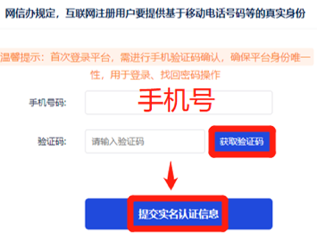 网信办规定，互联网注册用户要提供基于移动电话号码等的真实身份
温馨提示：首次登录平台，需进行手机验证码确认，确保平台身份唯一
性，用于登录、找回密码操作
手机号码：
手机号
验证码：
请输入验证码
获取验证码
提交实名认证信息